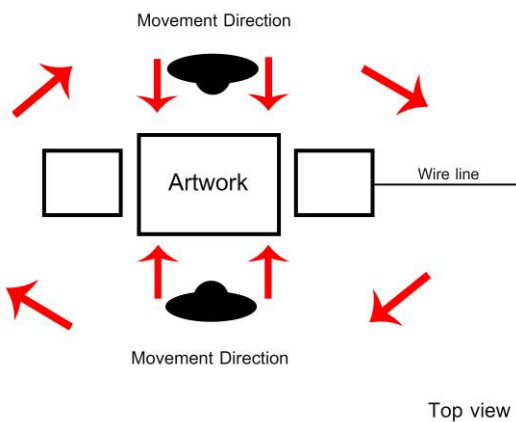 Movement Direction
Artwork
Wire line
Movement Direction
Top view